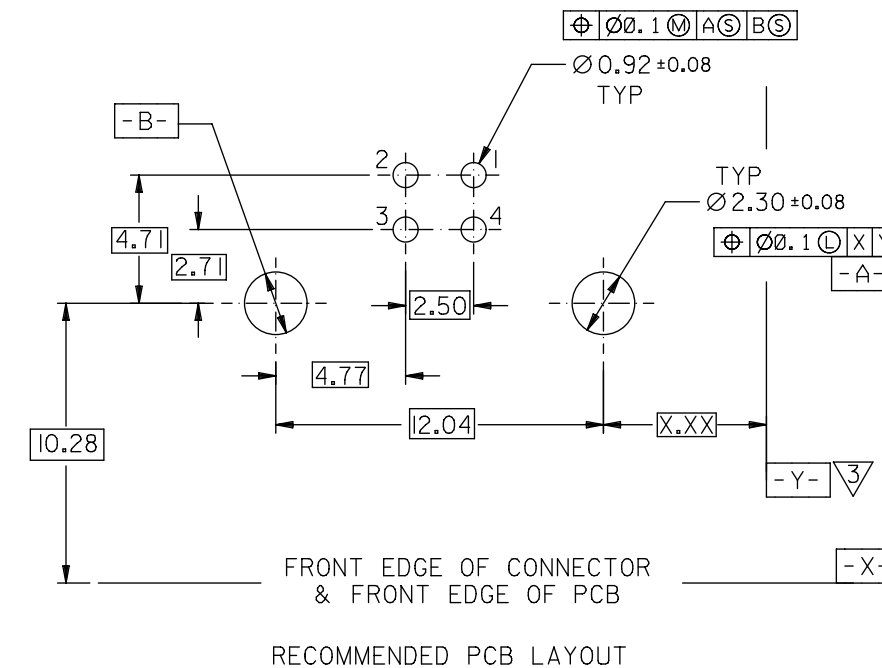 ⌖ Ø0.1 Ⓜ A Ⓢ B Ⓢ
Ø0.92 ±0.08
TYP
-B-
2
1
TYP
Ø2.30 ±0.08
3
4
4.71
⌖ Ø0.1 Ⓛ X Y
2.71
-A-
2.50
4.77
12.04
X.XX
10.28
-Y-
3
FRONT EDGE OF CONNECTOR
& FRONT EDGE OF PCB
-X-
RECOMMENDED PCB LAYOUT